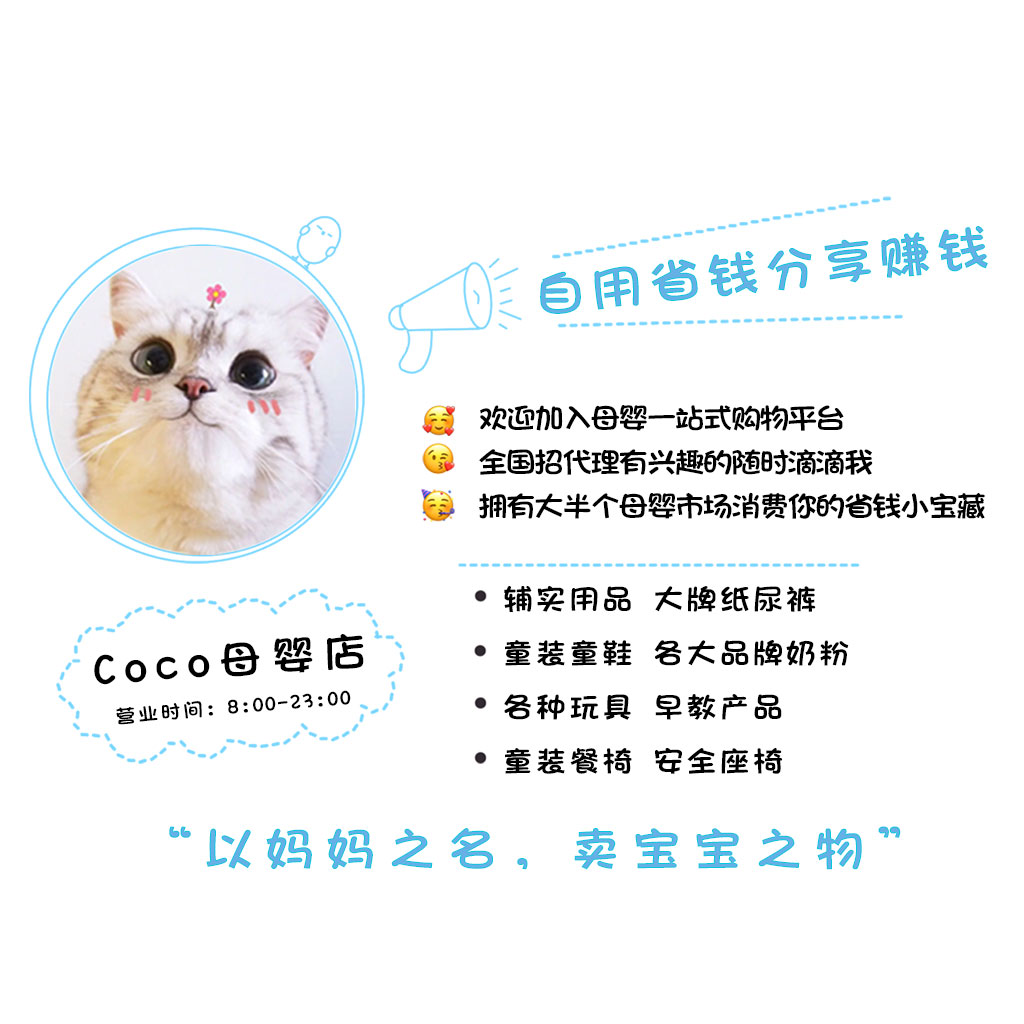 自用省钱分享赚钱
欢迎加入母婴一站式购物平台
全国招代理有兴趣的随时滴滴我
拥有大半个母婴市场消费你的省钱小宝藏
Coco母婴店
营业时间：8:00-23:00
• 辅实用品 大牌纸尿裤
• 童装童鞋 各大品牌奶粉
• 各种玩具 早教产品
• 童装餐椅 安全座椅
“以妈妈之名，卖宝宝之物”